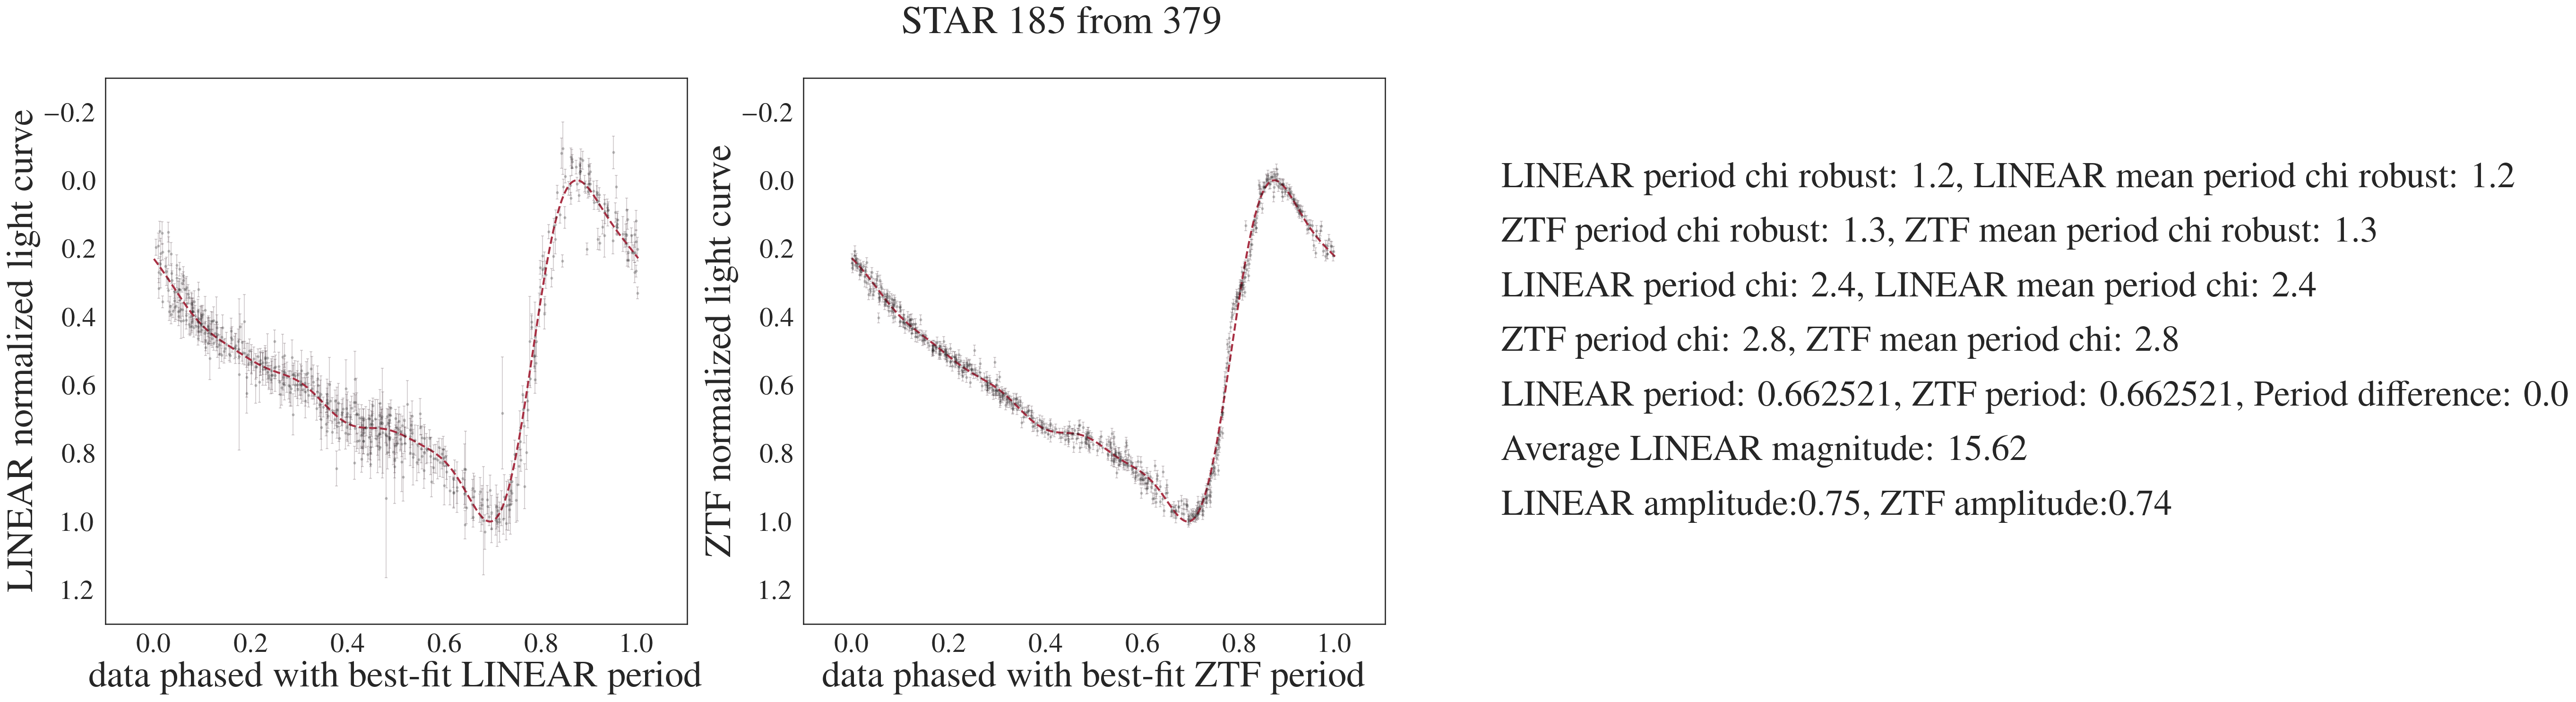 STAR 185 from 379
LINEAR normalized light curve
−0.2
0.0
0.2
0.4
0.6
0.8
1.0
1.2
0.0 0.2 0.4 0.6 0.8 1.0
data phased with best-fit LINEAR period
ZTF normalized light curve
−0.2
0.0
0.2
0.4
0.6
0.8
1.0
1.2
0.0 0.2 0.4 0.6 0.8 1.0
data phased with best-fit ZTF period
LINEAR period chi robust: 1.2, LINEAR mean period chi robust: 1.2
ZTF period chi robust: 1.3, ZTF mean period chi robust: 1.3
LINEAR period chi: 2.4, LINEAR mean period chi: 2.4
ZTF period chi: 2.8, ZTF mean period chi: 2.8
LINEAR period: 0.662521, ZTF period: 0.662521, Period difference: 0.0
Average LINEAR magnitude: 15.62
LINEAR amplitude:0.75, ZTF amplitude:0.74